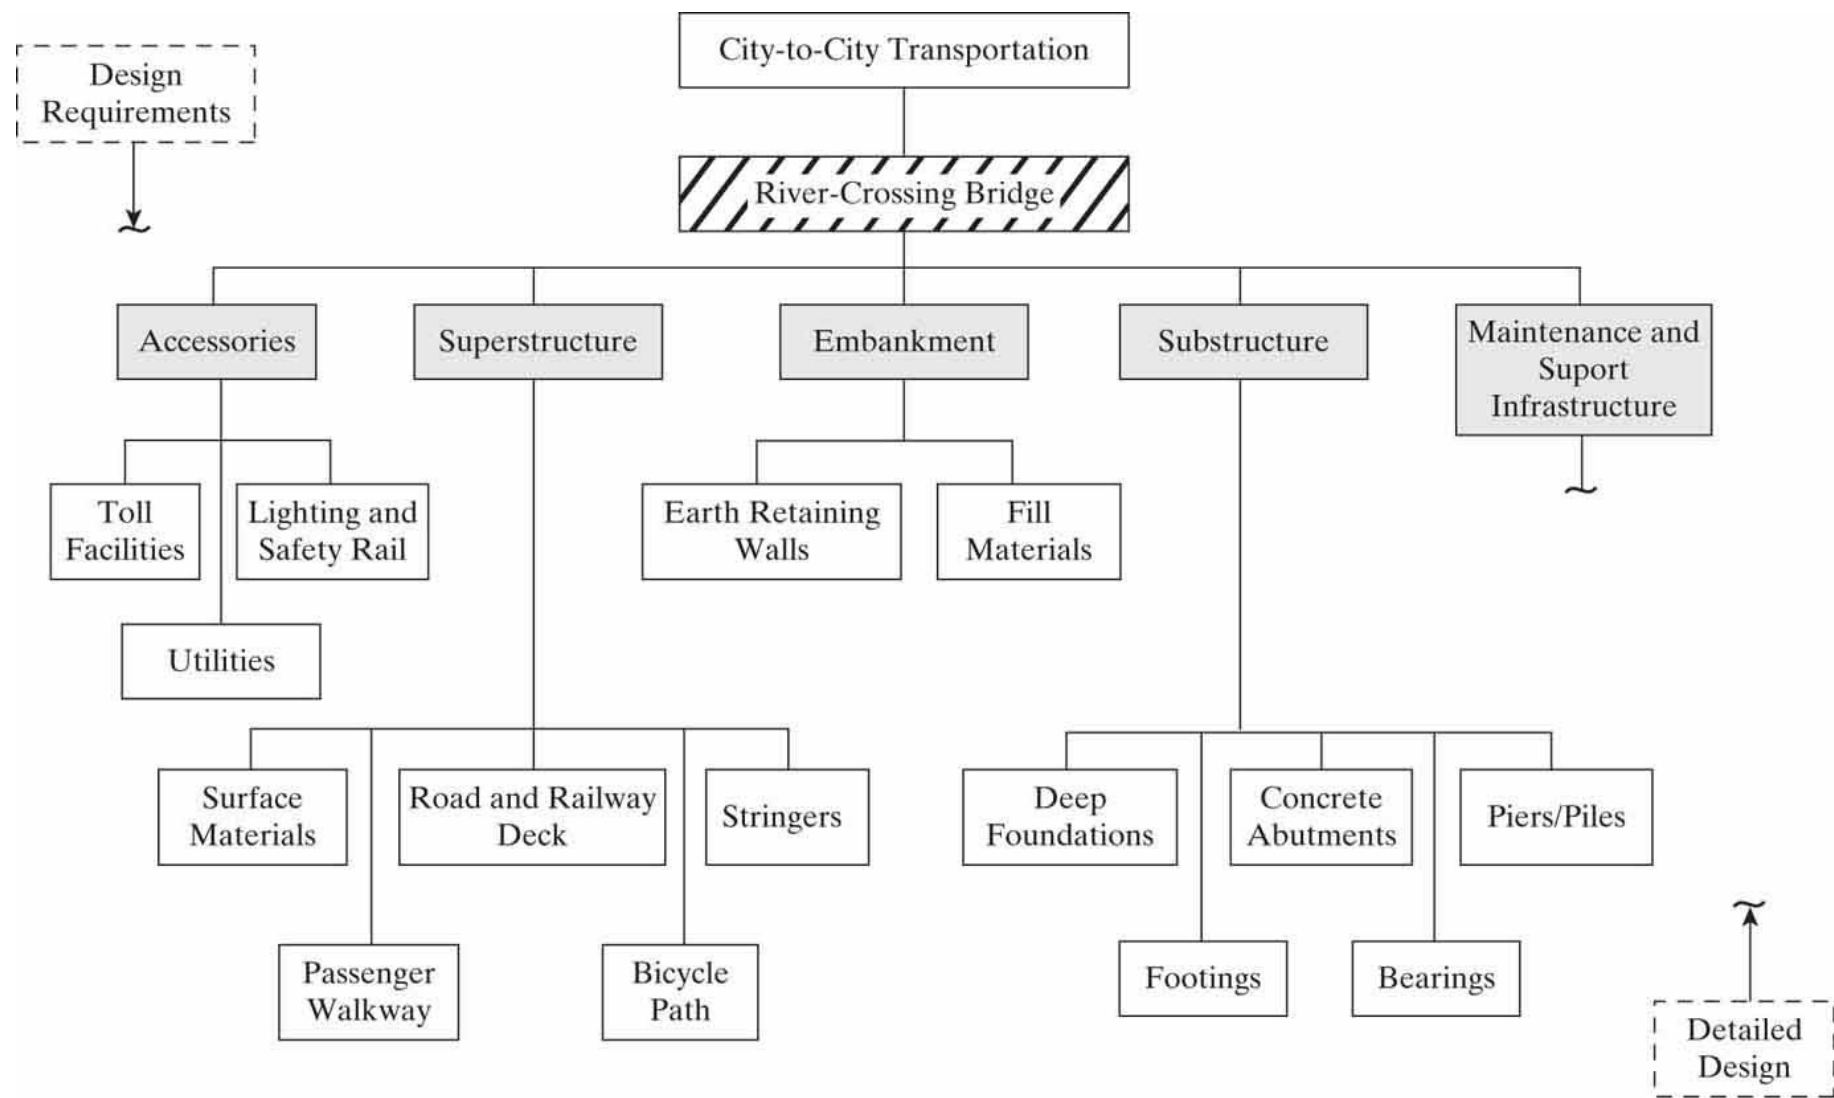 City-to-City Transportation
Design
Requirements
River-Crossing Bridge
Accessories
Superstructure
Embankment
Substructure
Maintenance and
Suport
Infrastructure
Toll
Facilities
Lighting and
Safety Rail
Earth Retaining
Walls
Fill
Materials
Utilities
Surface
Materials
Road and Railway
Deck
Stringers
Deep
Foundations
Concrete
Abutments
Piers/Piles
Passenger
Walkway
Bicycle
Path
Footings
Bearings
Detailed
Design